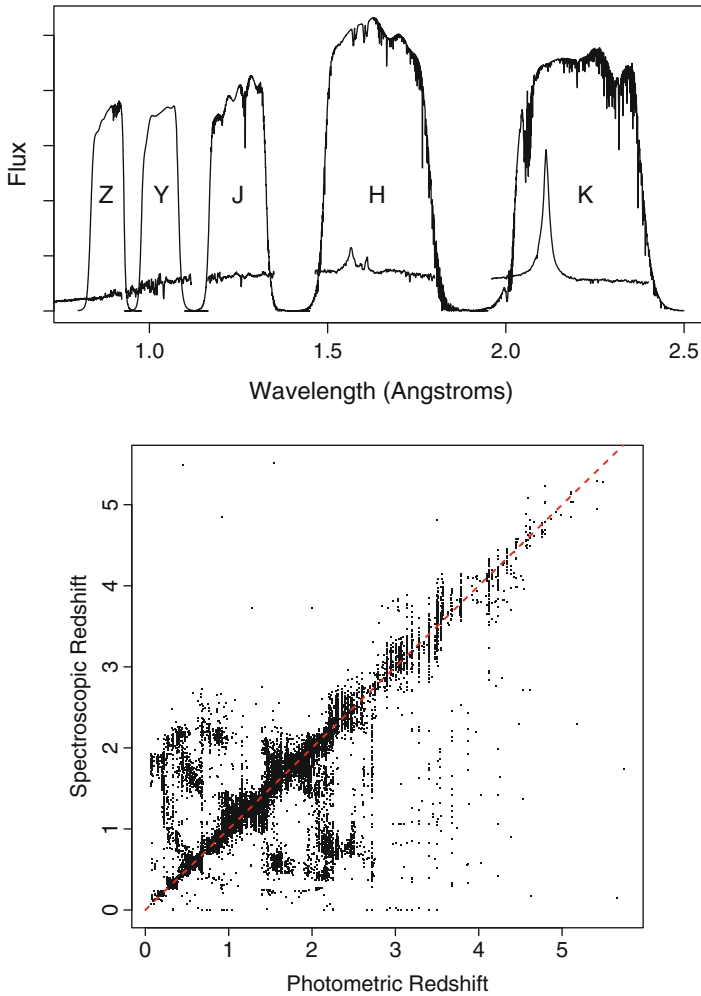 Flux
Z Y J H K
1.0 1.5 2.0 2.5
Wavelength (Angstroms)
Spectroscopic Redshift
5
4
3
2
1
0
0 1 2 3 4 5
Photometric Redshift